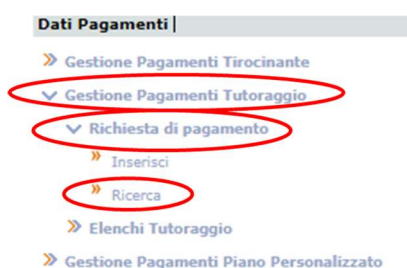 Dati Pagamenti
Gestione Pagamenti Tirocinante
Gestione Pagamenti Tutoraggio
Richiesta di pagamento
Inserisci
Ricerca
Elenchi Tutoraggio
Gestione Pagamenti Piano Personalizzato